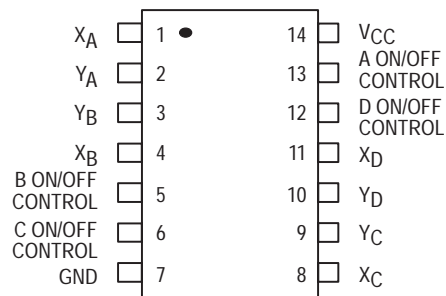 XA 1 14 VCC
YA 2 13 A ON/OFF CONTROL
YB 3 12 D ON/OFF CONTROL
XB 4 11 XD
B ON/OFF CONTROL 5 10 YD
C ON/OFF CONTROL 6 9 YC
GND 7 8 XC